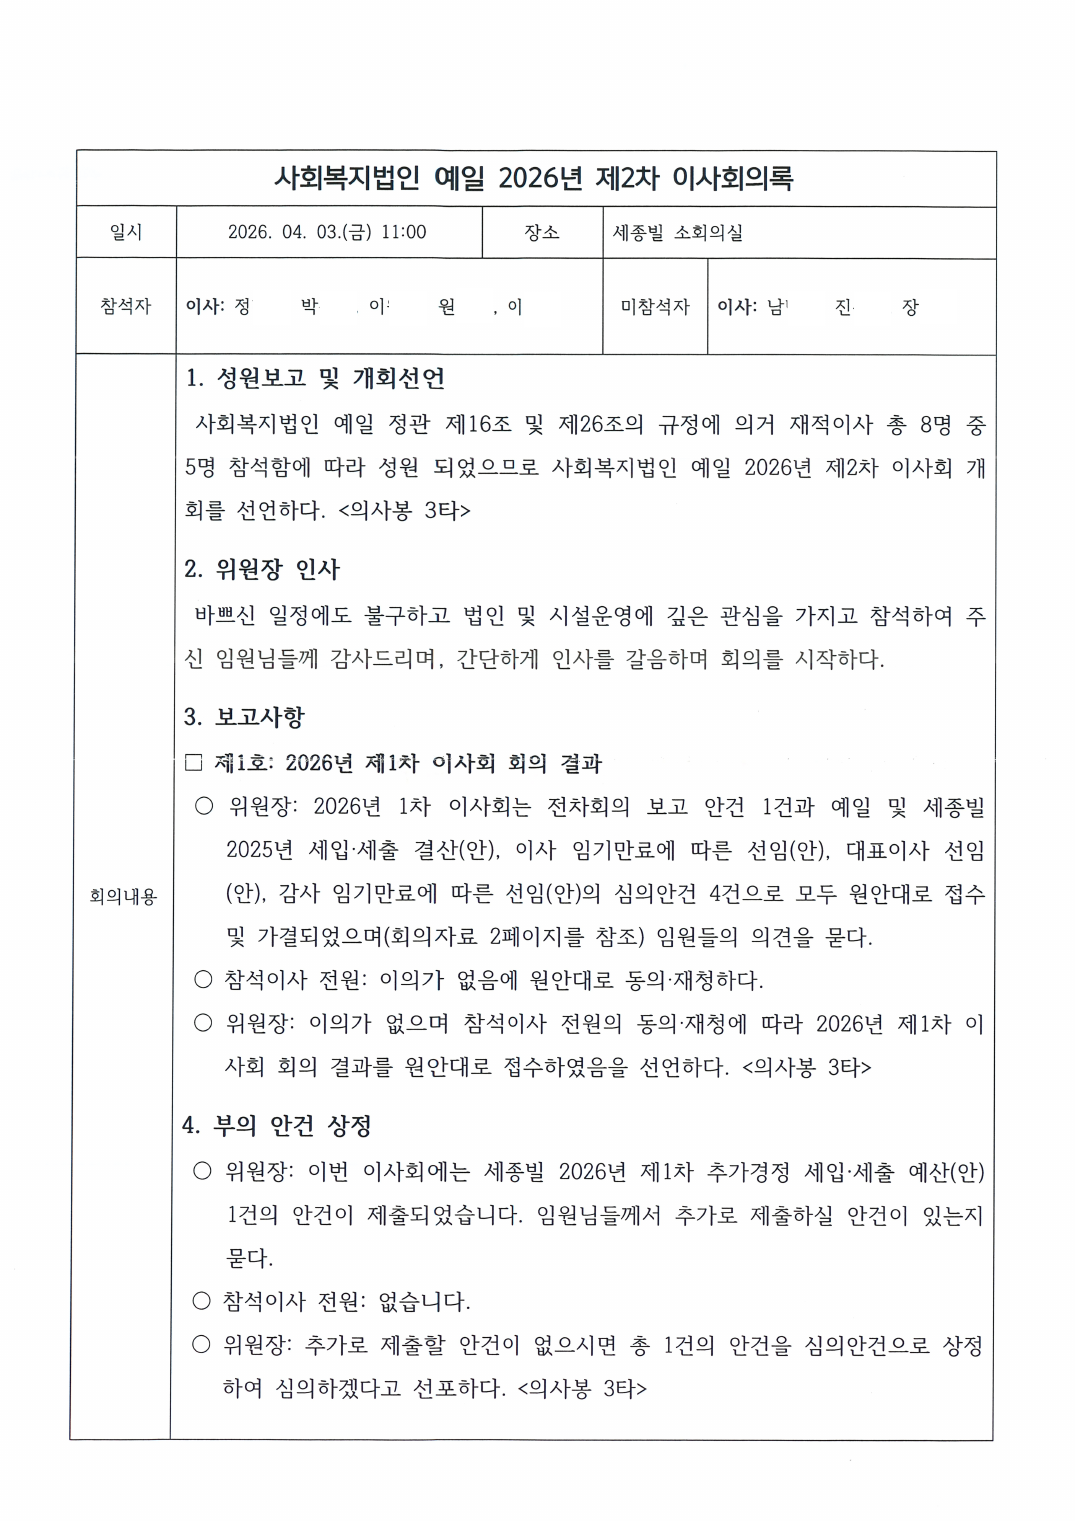 사회복지법인 예일 2026년 제2차 이사회의록
일시 2026. 04. 03.(금) 11:00 장소 세종빌 소회의실
참석자 이사: 정 박 , 이 원 , 이 미참석자 이사: 남 진 장
회의내용
1. 성원보고 및 개회선언
사회복지법인 예일 정관 제16조 및 제26조의 규정에 의거 재적이사 총 8명 중
5명 참석함에 따라 성원 되었으므로 사회복지법인 예일 2026년 제2차 이사회 개
회를 선언하다. <의사봉 3타>
2. 위원장 인사
바쁘신 일정에도 불구하고 법인 및 시설운영에 깊은 관심을 가지고 참석하여 주
신 임원님들께 감사드리며, 간단하게 인사를 갈음하며 회의를 시작하다.
3. 보고사항
□ 제1호: 2026년 제1차 이사회 회의 결과
○ 위원장: 2026년 1차 이사회는 전차회의 보고 안건 1건과 예일 및 세종빌
2025년 세입·세출 결산(안), 이사 임기만료에 따른 선임(안), 대표이사 선임
(안), 감사 임기만료에 따른 선임(안)의 심의안건 4건으로 모두 원안대로 접수
및 가결되었으며(회의자료 2페이지를 참조) 임원들의 의견을 묻다.
○ 참석이사 전원: 이의가 없음에 원안대로 동의·재청하다.
○ 위원장: 이의가 없으며 참석이사 전원의 동의·재청에 따라 2026년 제1차 이
사회 회의 결과를 원안대로 접수하였음을 선언하다. <의사봉 3타>
4. 부의 안건 상정
○ 위원장: 이번 이사회에는 세종빌 2026년 제1차 추가경정 세입·세출 예산(안)
1건의 안건이 제출되었습니다. 임원님들께서 추가로 제출하실 안건이 있는지
묻다.
○ 참석이사 전원: 없습니다.
○ 위원장: 추가로 제출할 안건이 없으시면 총 1건의 안건을 심의안건으로 상정
하여 심의하겠다고 선포하다. <의사봉 3타>